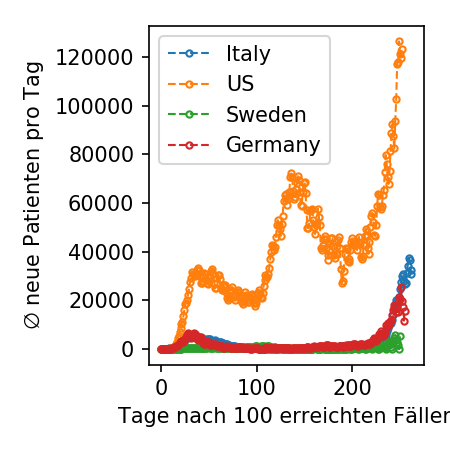 120000
100000
80000
60000
40000
20000
0
∅ neue Patienten pro Tag
Italy
US
Sweden
Germany
0 100 200
Tage nach 100 erreichten Fällen